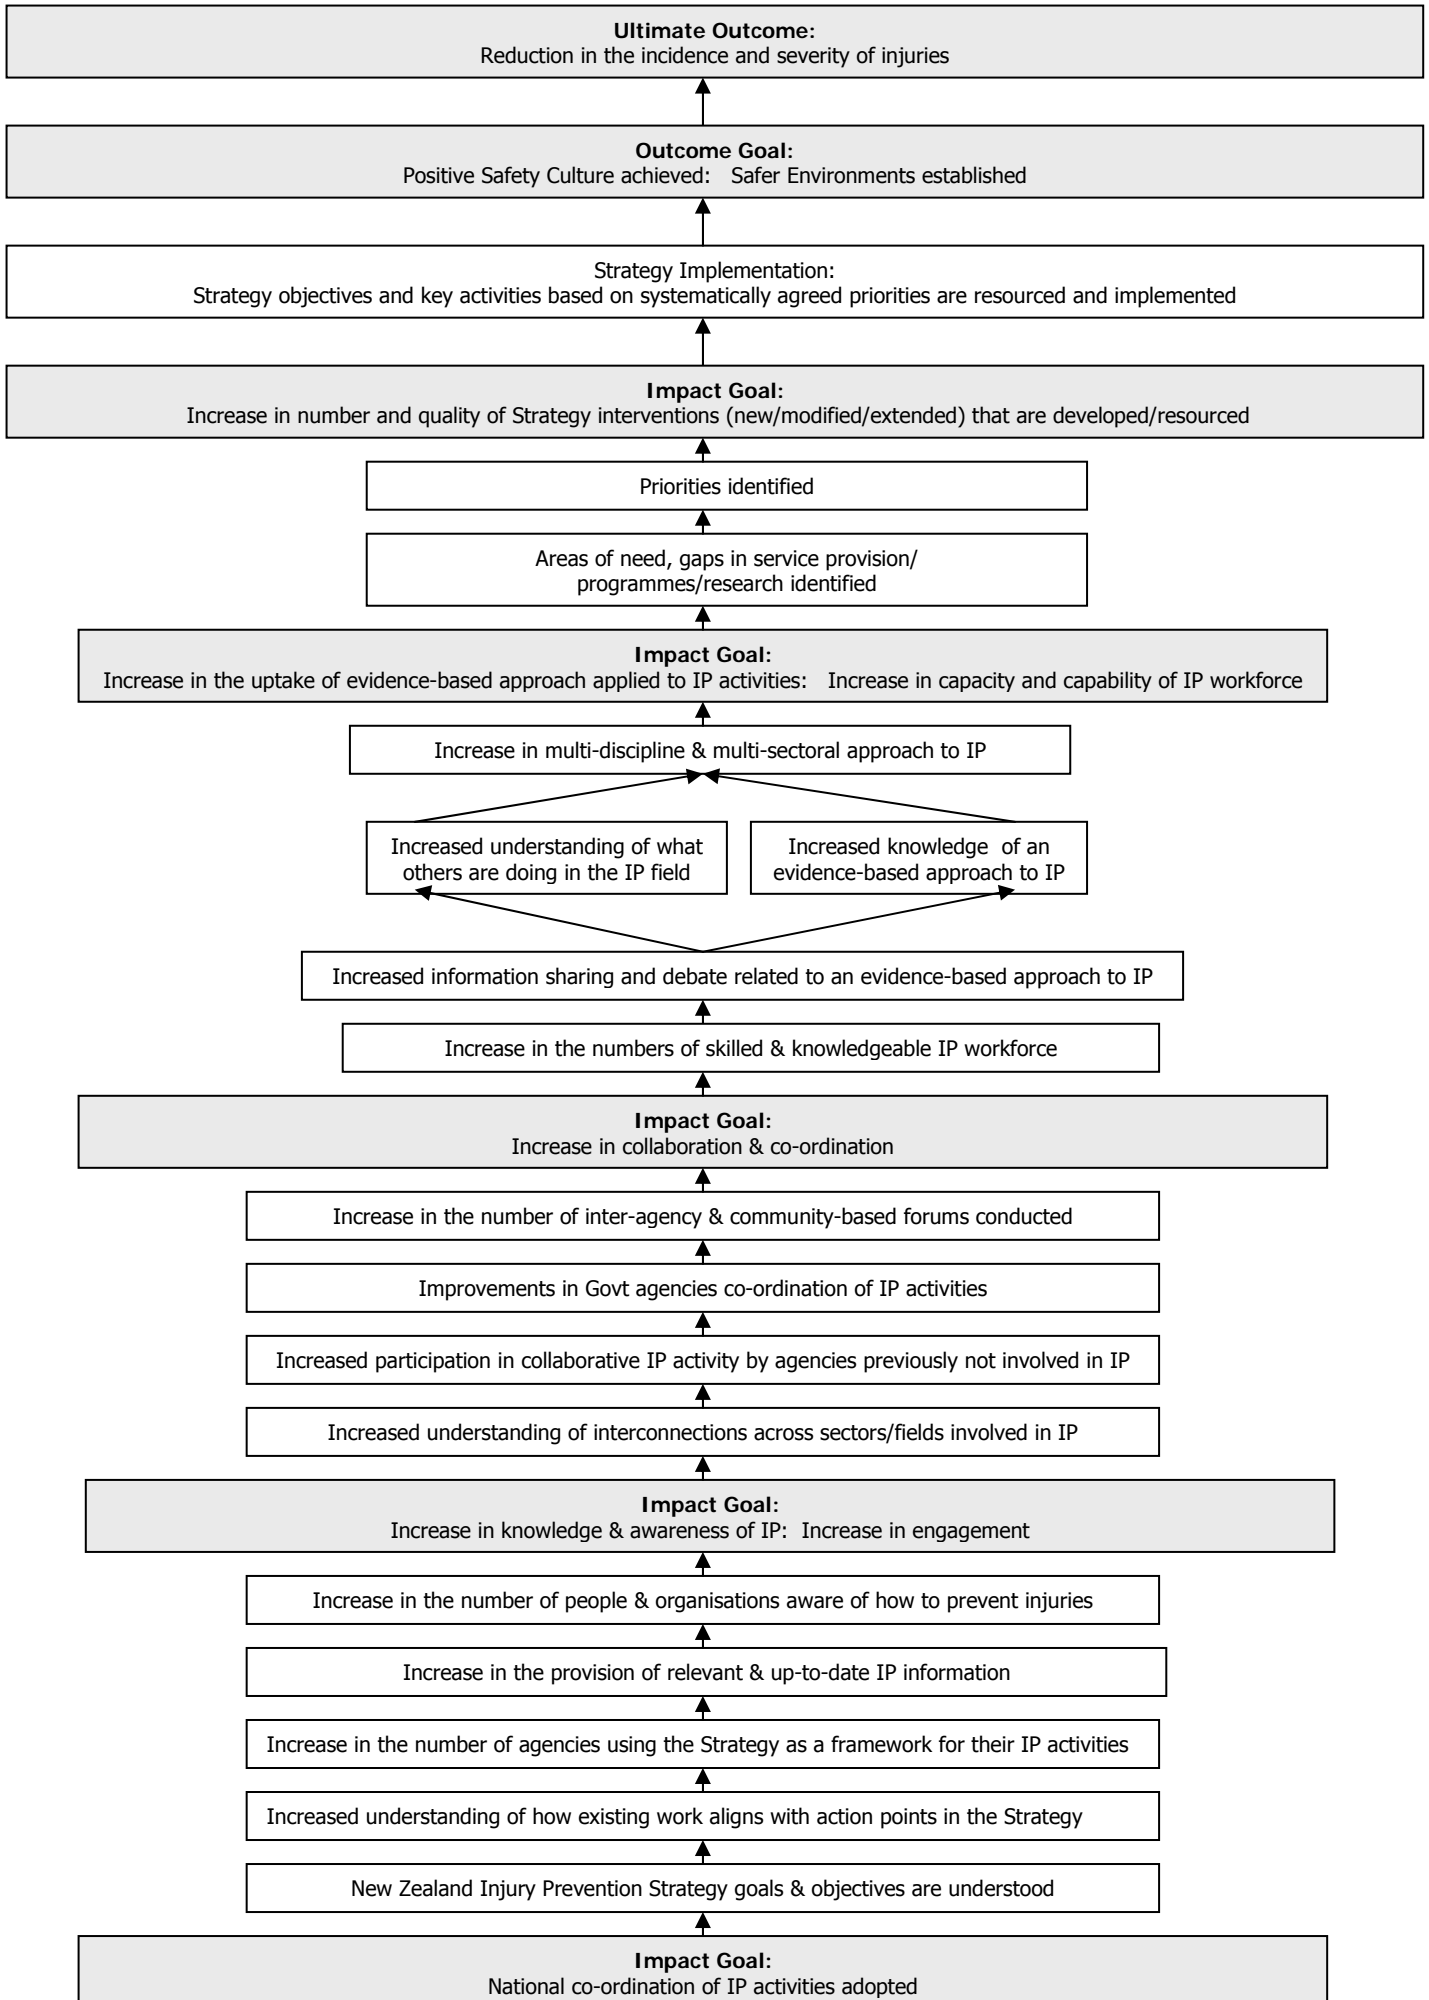 Ultimate Outcome:
Reduction in the incidence and severity of injuries
Outcome Goal:
Positive Safety Culture achieved: Safer Environments established
Strategy Implementation:
Strategy objectives and key activities based on systematically agreed priorities are resourced and implemented
Impact Goal:
Increase in number and quality of Strategy interventions (new/modified/extended) that are developed/resourced
Priorities identified
Areas of need, gaps in service provision/
programmes/research identified
Impact Goal:
Increase in the uptake of evidence-based approach applied to IP activities: Increase in capacity and capability of IP workforce
Increase in multi-discipline & multi-sectoral approach to IP
Increased understanding of what
others are doing in the IP field
Increased knowledge of an
evidence-based approach to IP
Increased information sharing and debate related to an evidence-based approach to IP
Increase in the numbers of skilled & knowledgeable IP workforce
Impact Goal:
Increase in collaboration & co-ordination
Increase in the number of inter-agency & community-based forums conducted
Improvements in Govt agencies co-ordination of IP activities
Increased participation in collaborative IP activity by agencies previously not involved in IP
Increased understanding of interconnections across sectors/fields involved in IP
Impact Goal:
Increase in knowledge & awareness of IP: Increase in engagement
Increase in the number of people & organisations aware of how to prevent injuries
Increase in the provision of relevant & up-to-date IP information
Increase in the number of agencies using the Strategy as a framework for their IP activities
Increased understanding of how existing work aligns with action points in the Strategy
New Zealand Injury Prevention Strategy goals & objectives are understood
Impact Goal:
National co-ordination of IP activities adopted